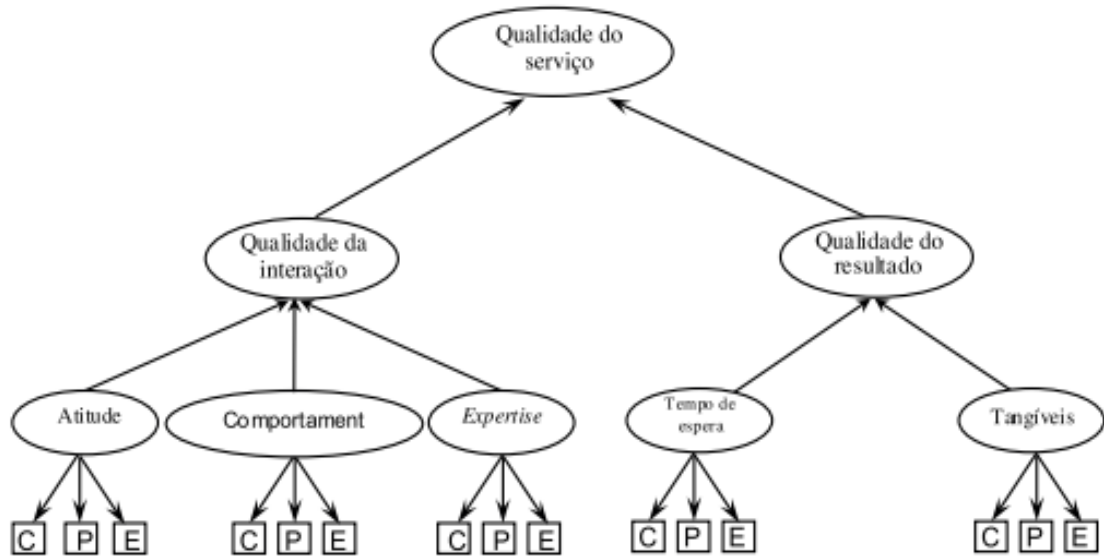 Qualidade do
serviço
Qualidade da
interação
Qualidade do
resultado
Atitude
Comportament
Expertise
Tempo de
espera
Tangíveis
C P E
C P E
C P E
C P E
C P E